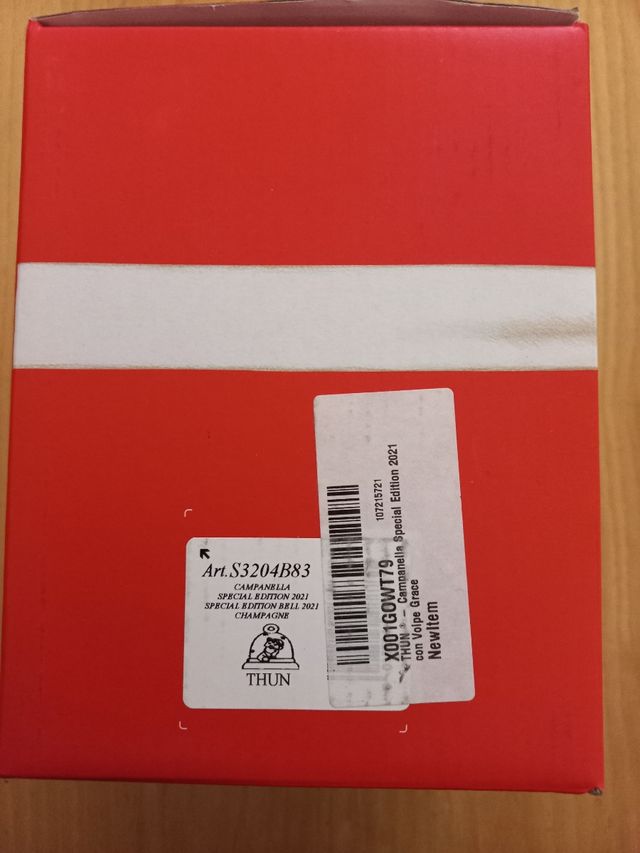 Art.S3204B83
CAMPANELLA
SPECIAL EDITION 2021
SPECIAL EDITION BELL 2021
CHAMPAGNE
THUN
107215721
X001GOWT79
THUN ® – Campanella Special Edition 2021
con Volpe Grace
NewItem